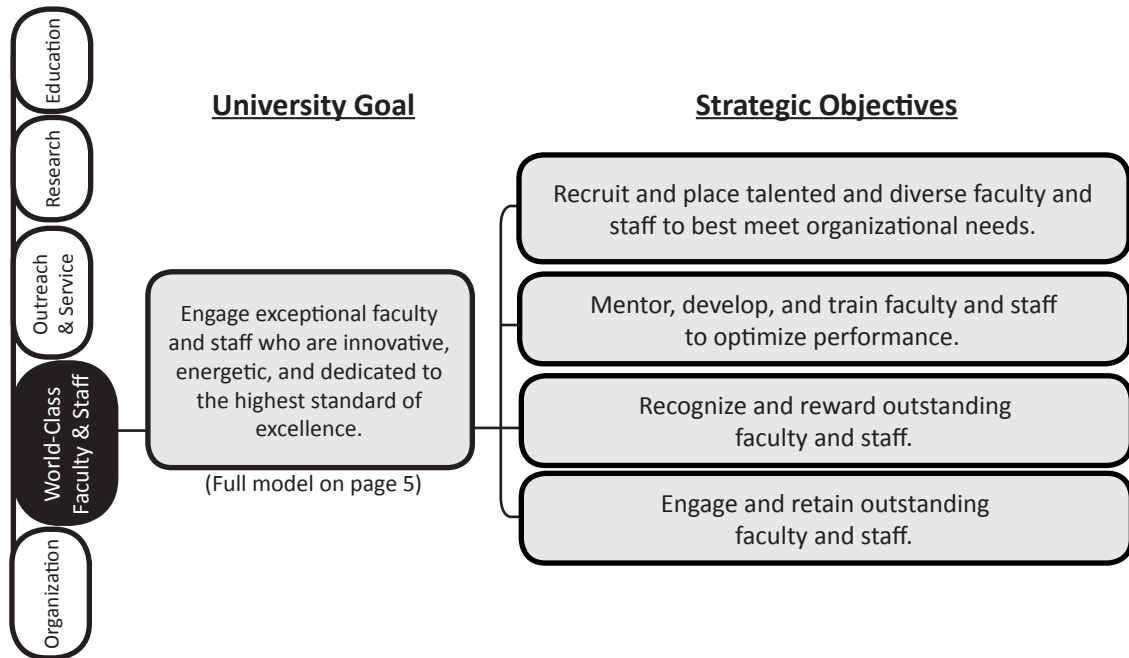 Education
Research
Outreach
& Service
World-Class
Faculty & Staff
Organization
University Goal
Engage exceptional faculty
and staff who are innovative,
energetic, and dedicated to
the highest standard of
excellence.
(Full model on page 5)
Strategic Objectives
Recruit and place talented and diverse faculty and
staff to best meet organizational needs.
Mentor, develop, and train faculty and staff
to optimize performance.
Recognize and reward outstanding
faculty and staff.
Engage and retain outstanding
faculty and staff.